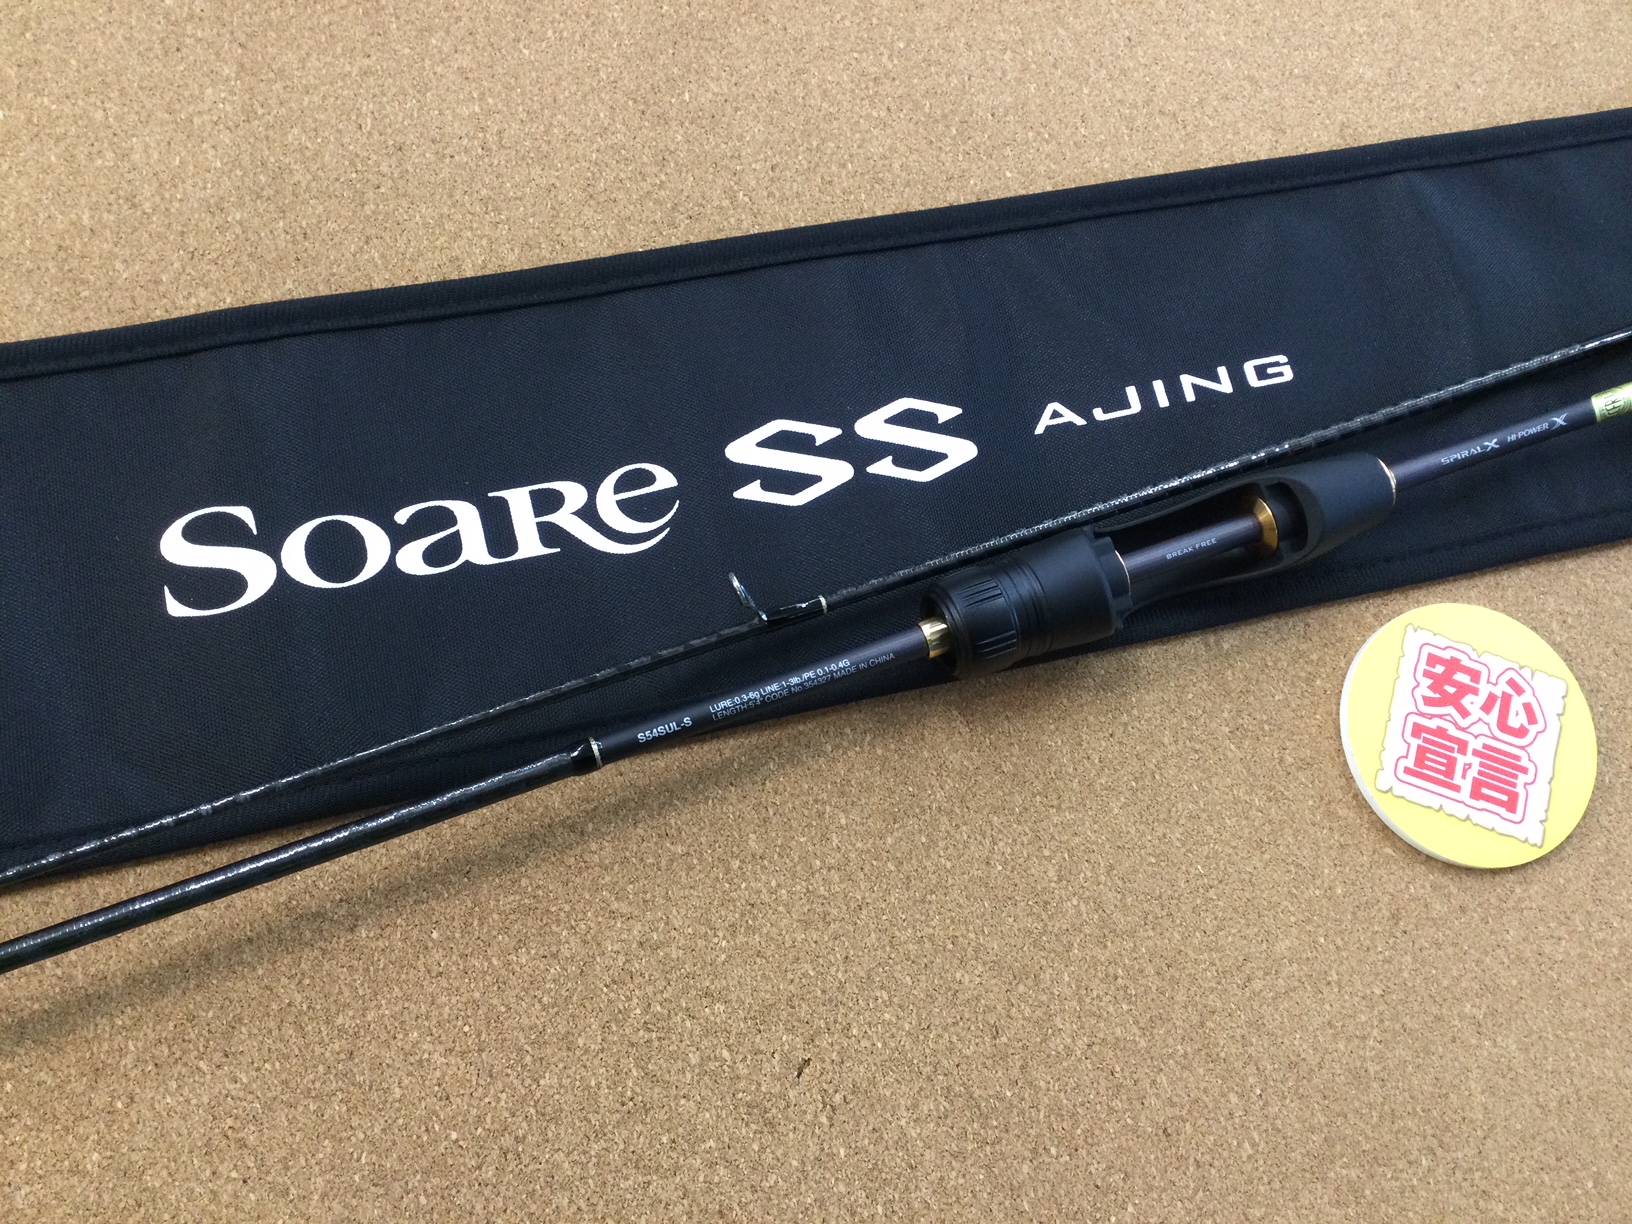 Soare SS AJING
SPIRAL X HI-POWER X
BREAK FREE
S54SUL-S
LURE:0.3-6g LINE:1-3lb./PE 0.1-0.4G
LENGTH:5'4" CODE No.354327 MADE IN CHINA
安心
宣言